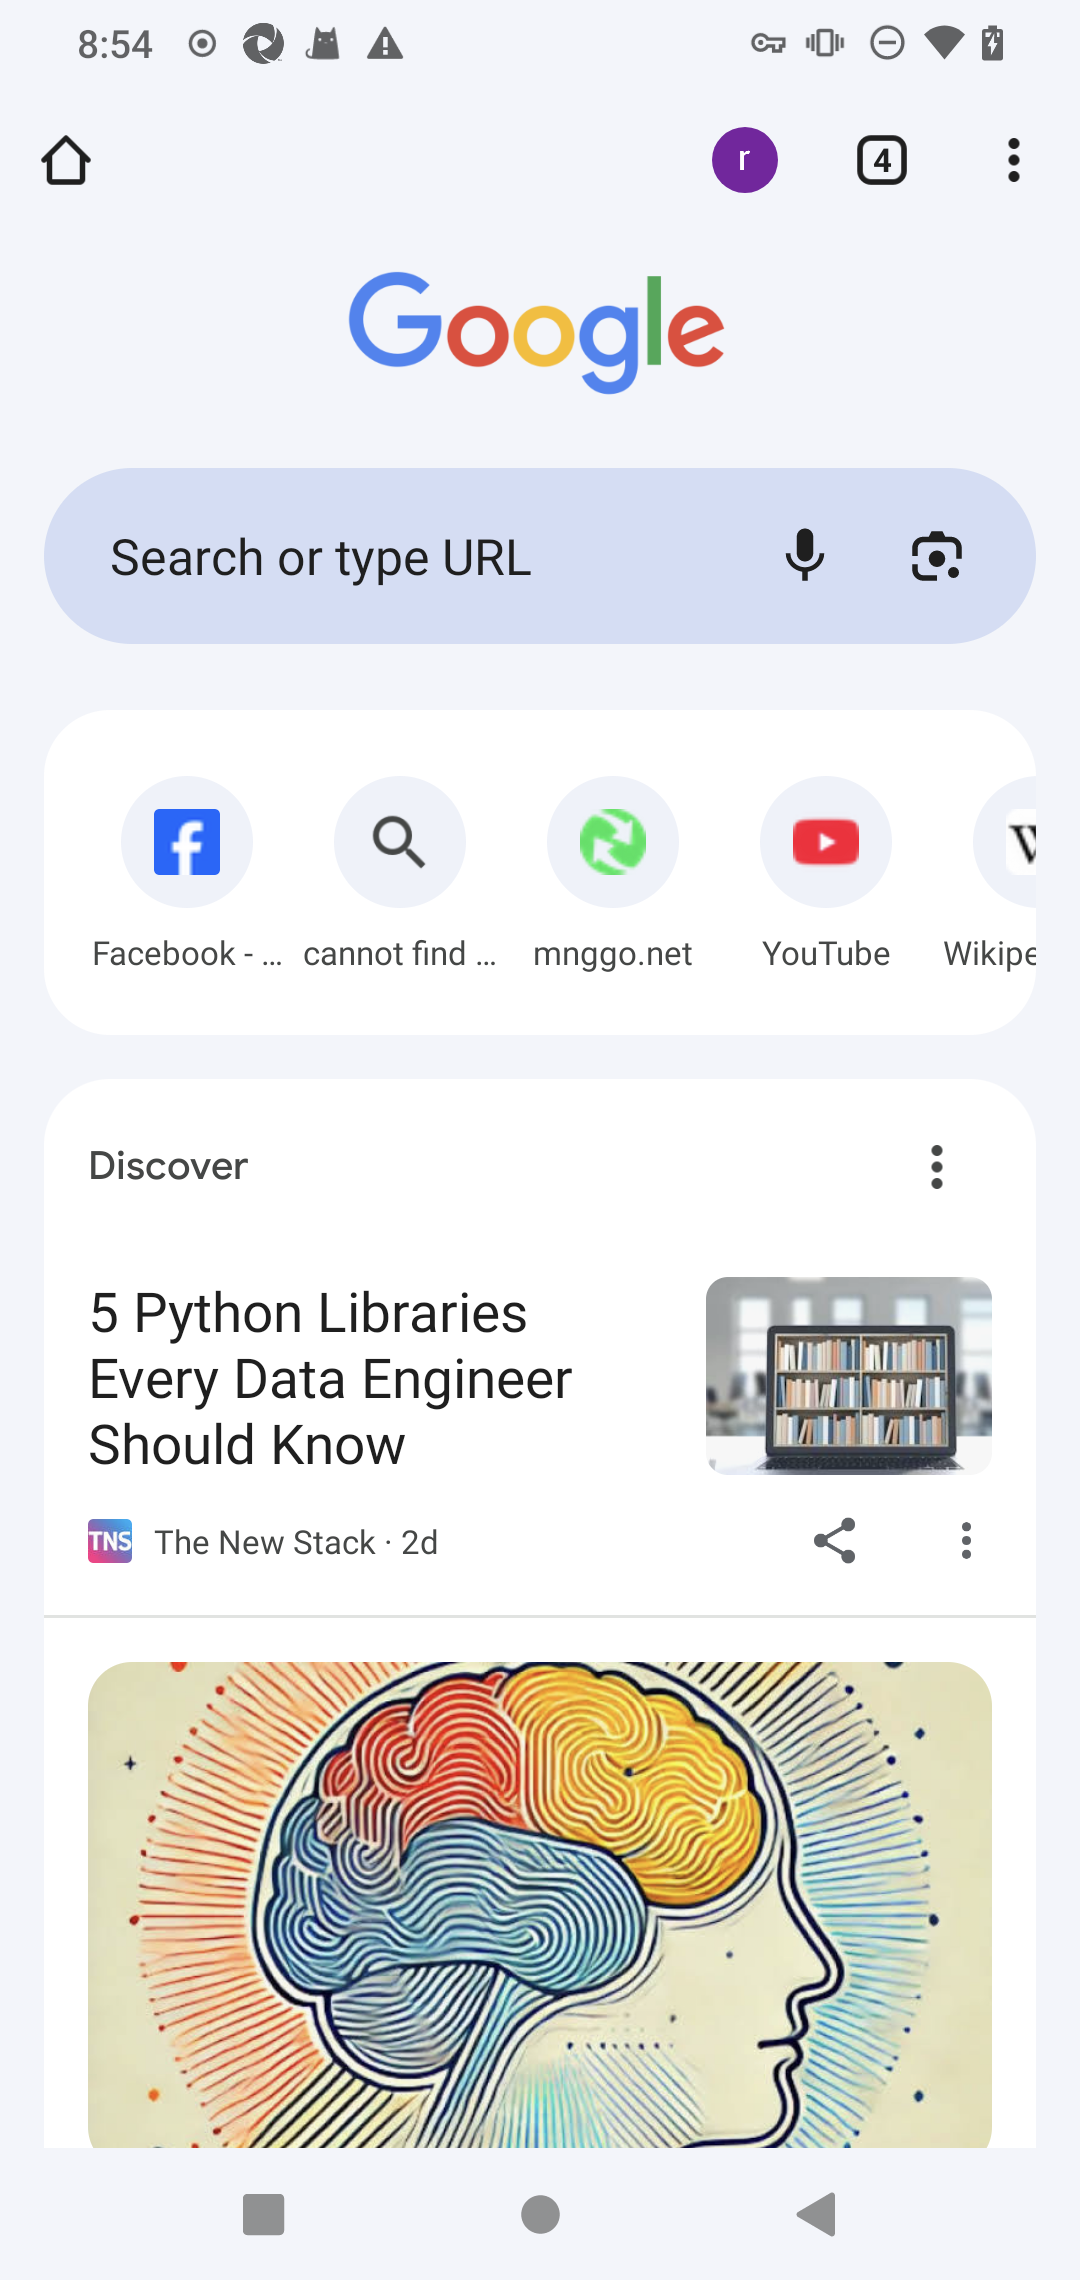 8:54
r
4
Google
Search or type URL
Facebook - ...
cannot find ...
mnggo.net
YouTube
Wikipe
Discover
5 Python Libraries
Every Data Engineer
Should Know
TNS The New Stack · 2d